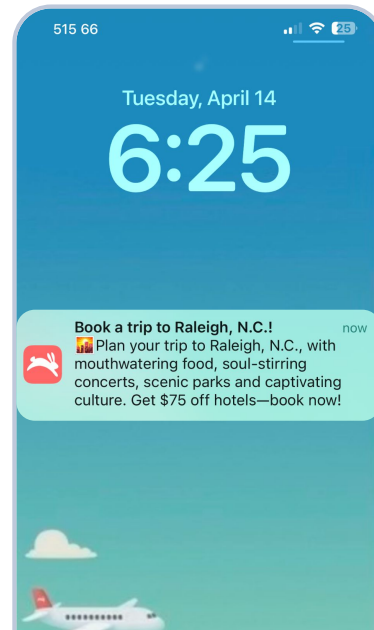 515 66
25
Tuesday, April 14
6:25
Book a trip to Raleigh, N.C.!
now
🌇Plan your trip to Raleigh, N.C., with
mouthwatering food, soul-stirring
concerts, scenic parks and captivating
culture. Get $75 off hotels—book now!